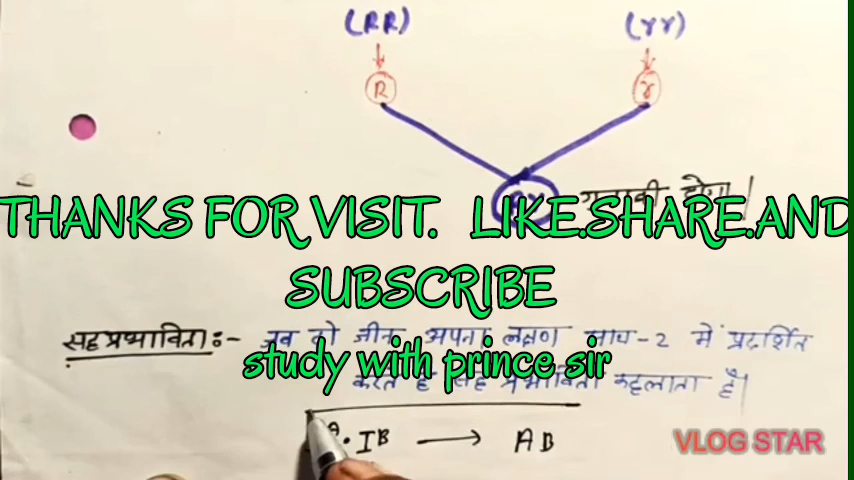 (RR) (rr)
R r
गुलाबी होगा।
THANKS FOR VISIT. LIKE.SHARE.AND
SUBSCRIBE
सहप्रभाविता:- जब दो जीन अपना लक्षण साथ-2 में प्रदर्शित
study with prince sir
करते है सह प्रभाविता कहलाता है।
A. IB → AB
VLOG STAR